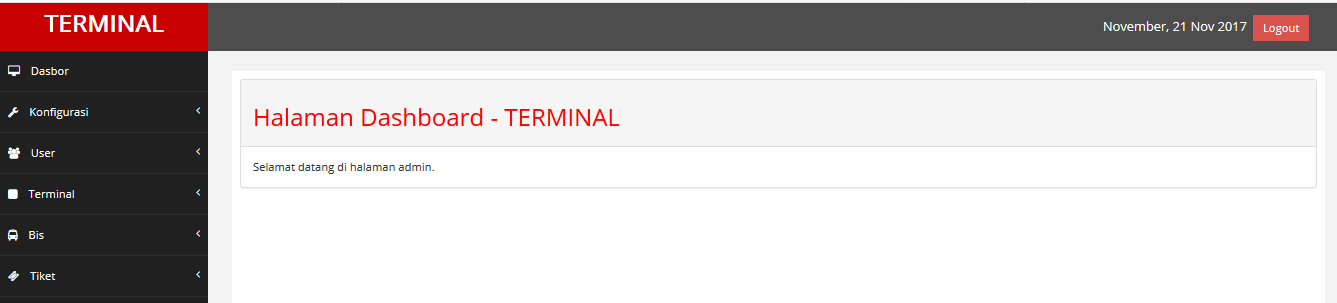 TERMINAL
November, 21 Nov 2017 Logout
Dasbor
Konfigurasi
User
Terminal
Bis
Tiket
Halaman Dashboard - TERMINAL
Selamat datang di halaman admin.